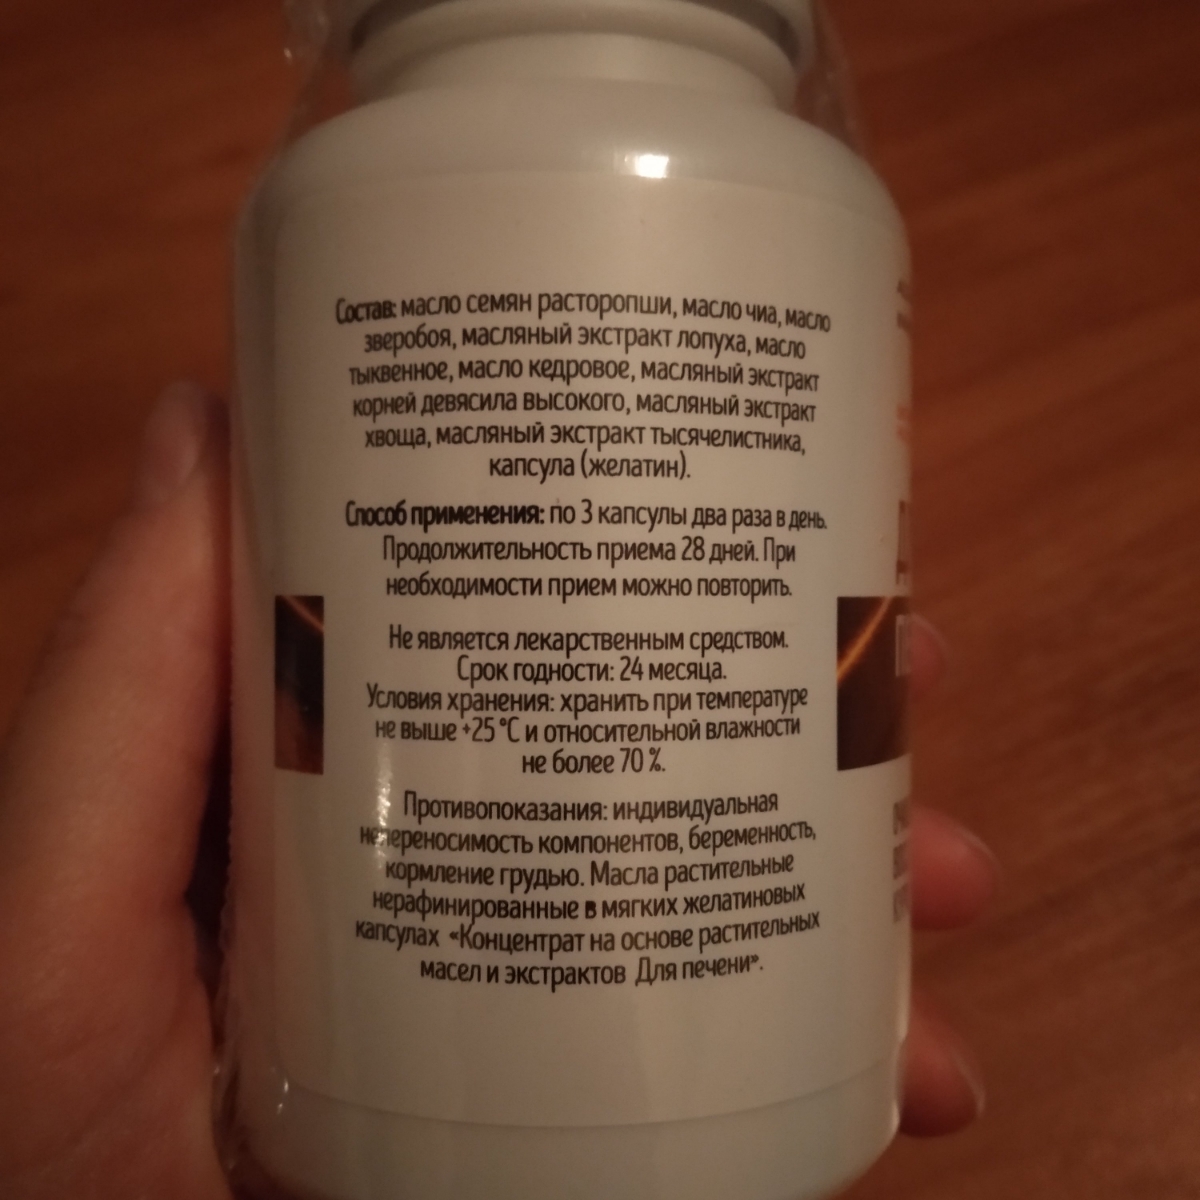 Состав: масло семян расторопши, масло чиа, масло
зверобоя, масляный экстракт лопуха, масло
тыквенное, масло кедровое, масляный экстракт
корней девясила высокого, масляный экстракт
хвоща, масляный экстракт тысячелистника,
капсула (желатин).
Способ применения: по 3 капсулы два раза в день.
Продолжительность приема 28 дней. При
необходимости прием можно повторить.
Не является лекарственным средством.
Срок годности: 24 месяца.
Условия хранения: хранить при температуре
не выше +25 °C и относительной влажности
не более 70 %.
Противопоказания: индивидуальная
непереносимость компонентов, беременность,
кормление грудью. Масла растительные
нерафинированные в мягких желатиновых
капсулах «Концентрат на основе растительных
масел и экстрактов Для печени».